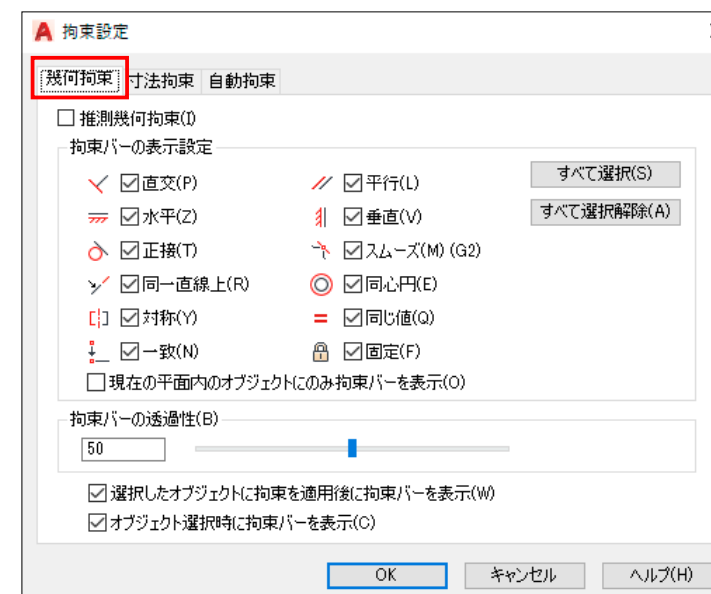 拘束設定
幾何拘束 寸法拘束 自動拘束
推測幾何拘束(I)
拘束バーの表示設定
直交(P) 平行(L) すべて選択(S)
水平(Z) 垂直(V) すべて選択解除(A)
正接(T) スムーズ(M) (G2)
同一直線上(R) 同心円(E)
対称(Y) 同じ値(Q)
一致(N) 固定(F)
現在の平面内のオブジェクトにのみ拘束バーを表示(O)
拘束バーの透過性(B)
50
選択したオブジェクトに拘束を適用後に拘束バーを表示(W)
オブジェクト選択時に拘束バーを表示(C)
OK キャンセル ヘルプ(H)